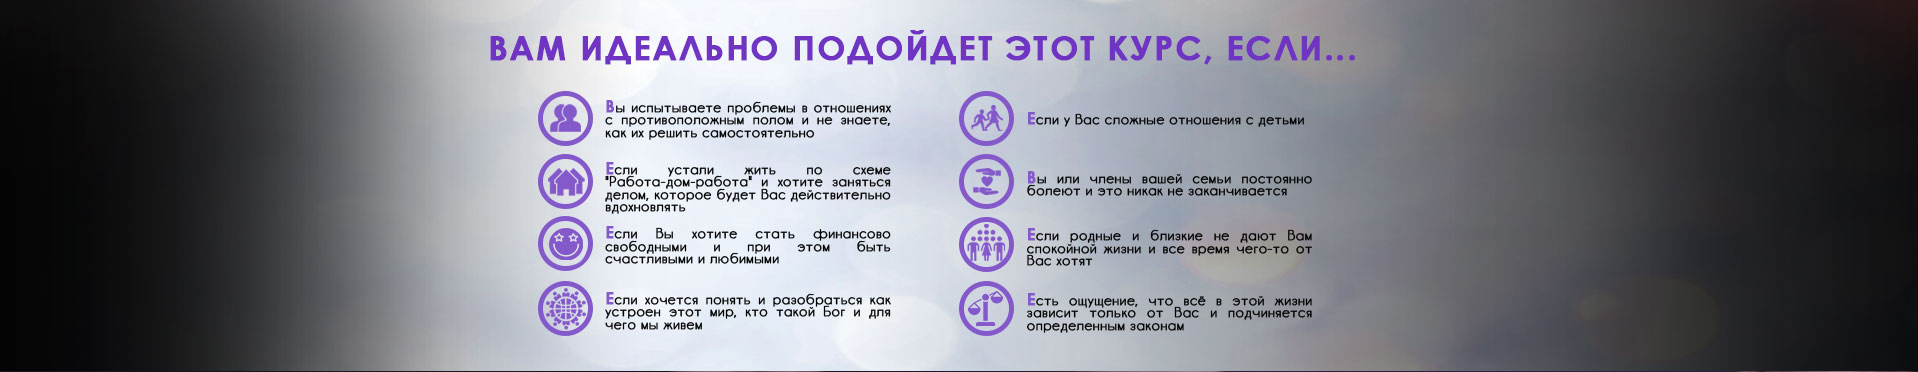 ВАМ ИДЕАЛЬНО ПОДОЙДЕТ ЭТОТ КУРС, ЕСЛИ...
Вы испытываете проблемы в отношениях
с противоположным полом и не знаете,
как их решить самостоятельно
Если устали жить по схеме
"Работа-дом-работа" и хотите заняться
делом, которое будет Вас действительно
вдохновлять
Если Вы хотите стать финансово
свободными и при этом быть
счастливыми и любимыми
Если хочется понять и разобраться как
устроен этот мир, кто такой Бог и для
чего мы живем
Если у Вас сложные отношения с детьми
Вы или члены вашей семьи постоянно
болеют и это никак не заканчивается
Если родные и близкие не дают Вам
спокойной жизни и все время чего-то от
Вас хотят
Есть ощущение, что всё в этой жизни
зависит только от Вас и подчиняется
определенным законам